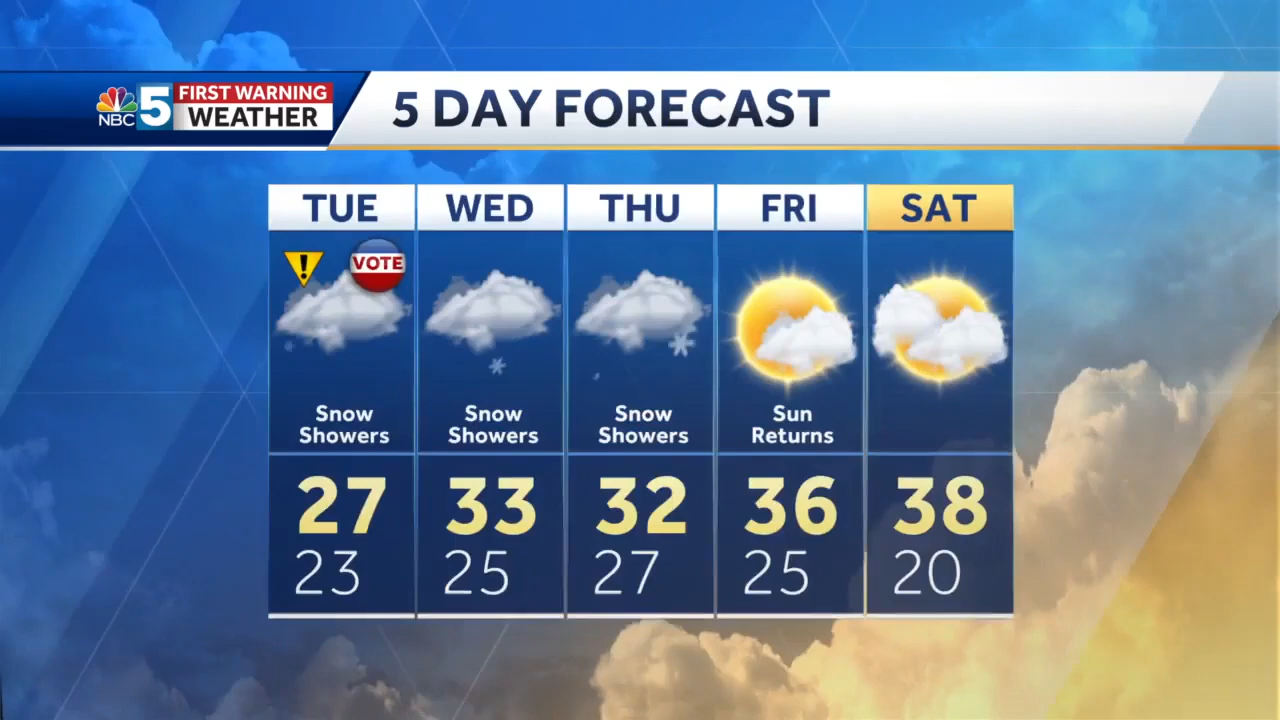 NBC 5 FIRST WARNING
WEATHER
5 DAY FORECAST
TUE WED THU FRI SAT
! VOTE
Snow Showers
Snow Showers
Snow Showers
Sun Returns
27 33 32 36 38
23 25 27 25 20